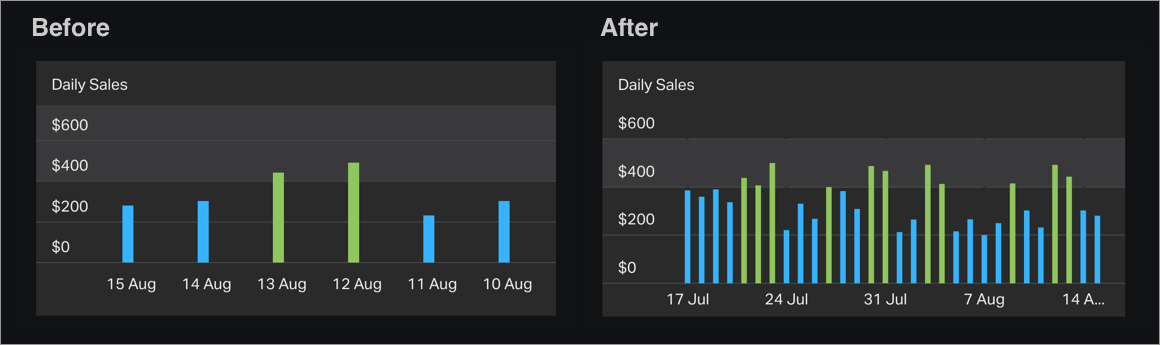 Before
Daily Sales
$600
$400
$200
$0
15 Aug 14 Aug 13 Aug 12 Aug 11 Aug 10 Aug
After
Daily Sales
$600
$400
$200
$0
17 Jul 24 Jul 31 Jul 7 Aug 14 A...